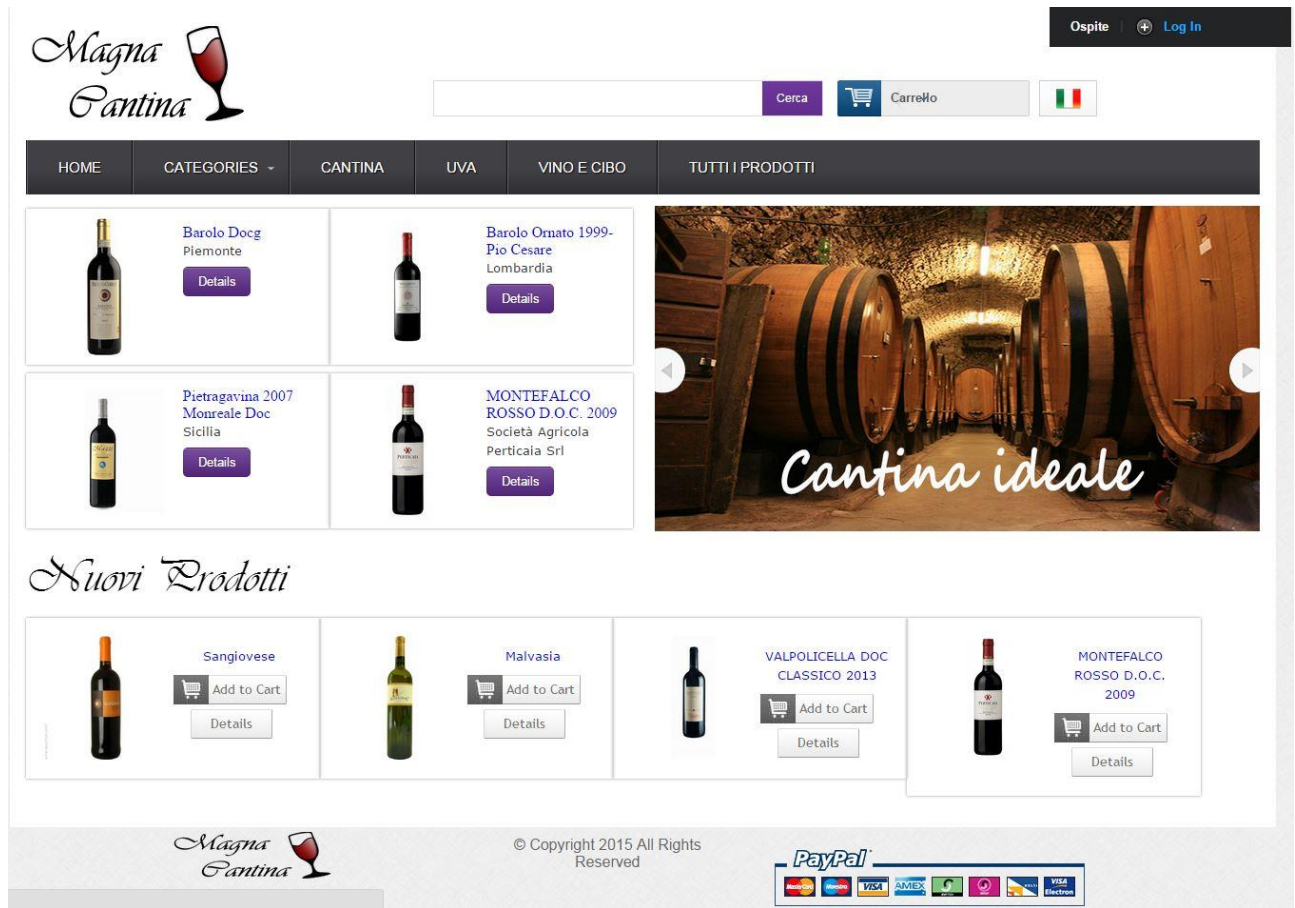 Magna
Cantina
Ospite
Log In
Cerca
Carrello
HOME
CATEGORIES
CANTINA
UVA
VINO E CIBO
TUTTI I PRODOTTI
Barolo Docg
Piemonte
Details
Barolo Ornato 1999-
Pio Cesare
Lombardia
Details
Pietragavina 2007
Monreale Doc
Sicilia
Details
MONTEFALCO
ROSSO D.O.C. 2009
Società Agricola
Perticaia Srl
Details
Cantina ideale
Nuovi Prodotti
Sangiovese
Add to Cart
Details
Malvasia
Add to Cart
Details
VALPOLICELLA DOC
CLASSICO 2013
Add to Cart
Details
MONTEFALCO
ROSSO D.O.C.
2009
Add to Cart
Details
Magna
Cantina
© Copyright 2015 All Rights
Reserved
PayPal
MasterCard Maestro VISA AMEX VISA Electron